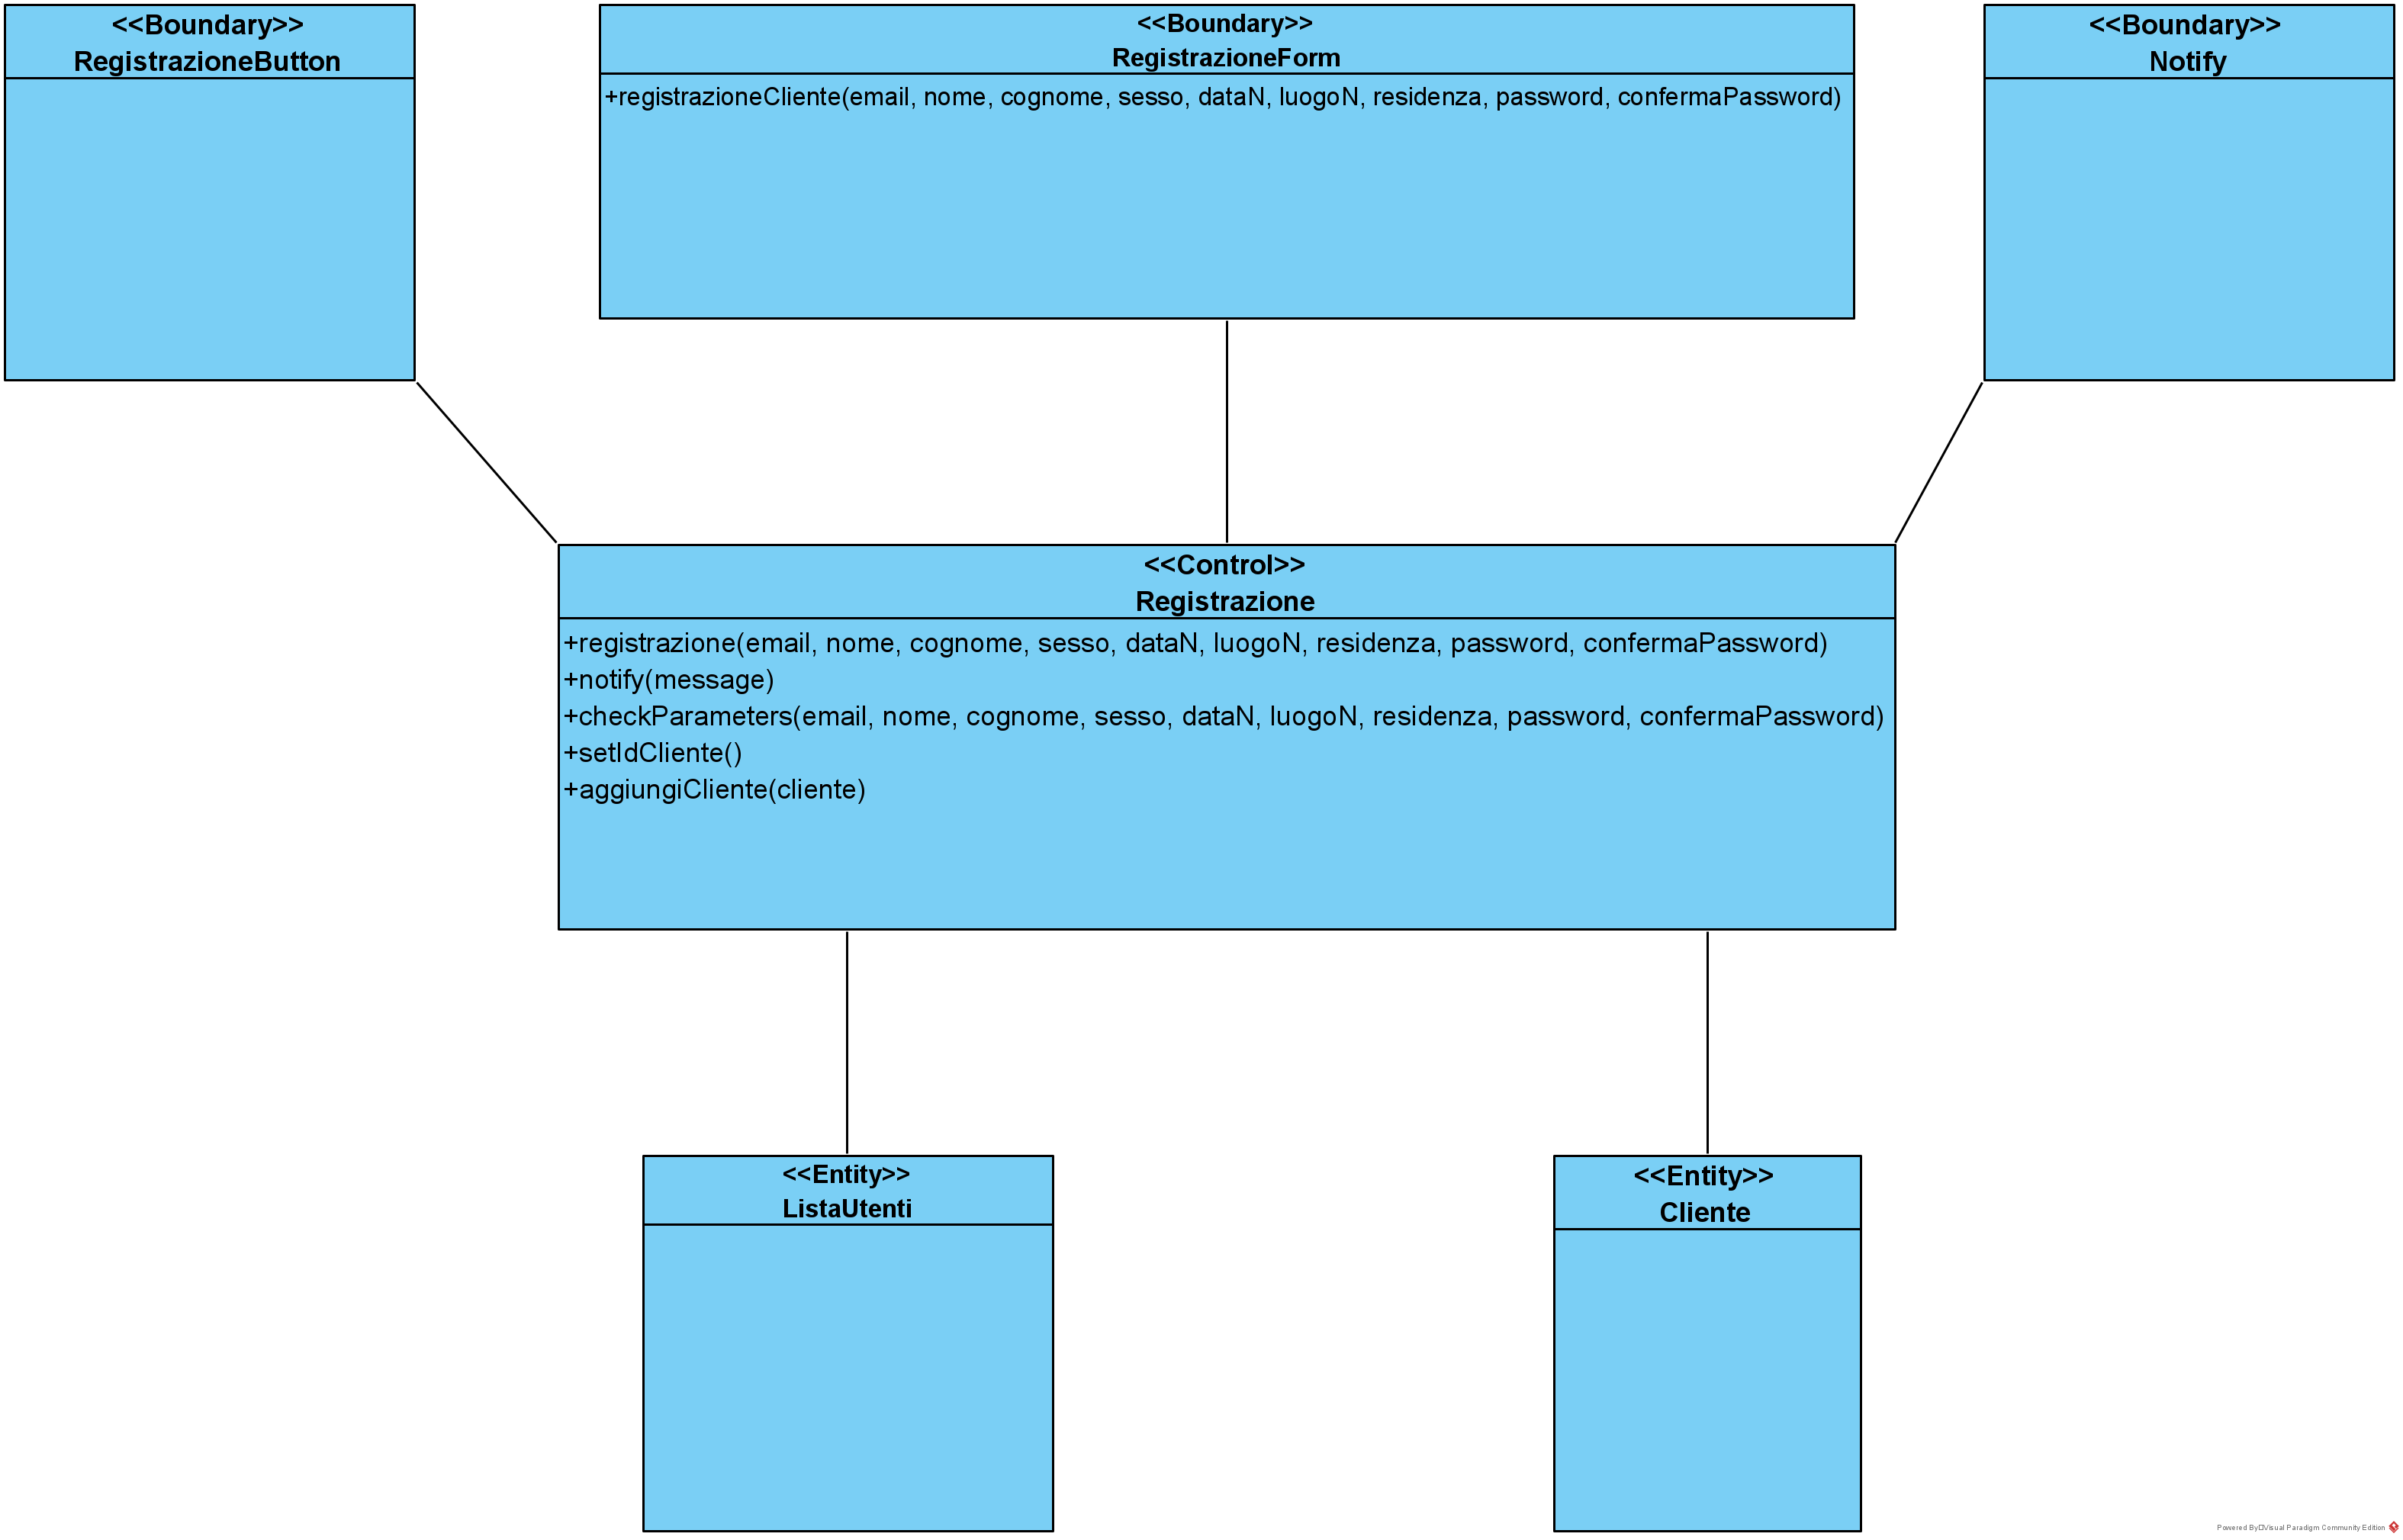 <<Boundary>>
RegistrazioneButton
<<Boundary>>
RegistrazioneForm
+registrazioneCliente(email, nome, cognome, sesso, dataN, luogoN, residenza, password, confermaPassword)
<<Boundary>>
Notify
<<Control>>
Registrazione
+registrazione(email, nome, cognome, sesso, dataN, luogoN, residenza, password, confermaPassword)
+notify(message)
+checkParameters(email, nome, cognome, sesso, dataN, luogoN, residenza, password, confermaPassword)
+setIdCliente()
+aggiungiCliente(cliente)
<<Entity>>
ListaUtenti
<<Entity>>
Cliente
Powered By□Visual Paradigm Community Edition